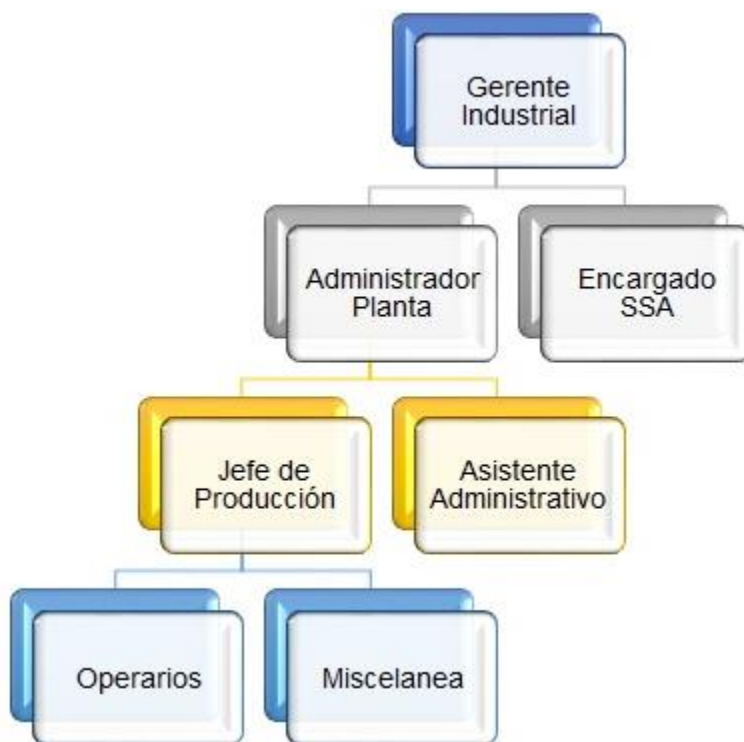 Gerente
Industrial
Administrador
Planta
Encargado
SSA
Jefe de
Producción
Asistente
Administrativo
Operarios
Miscelanea